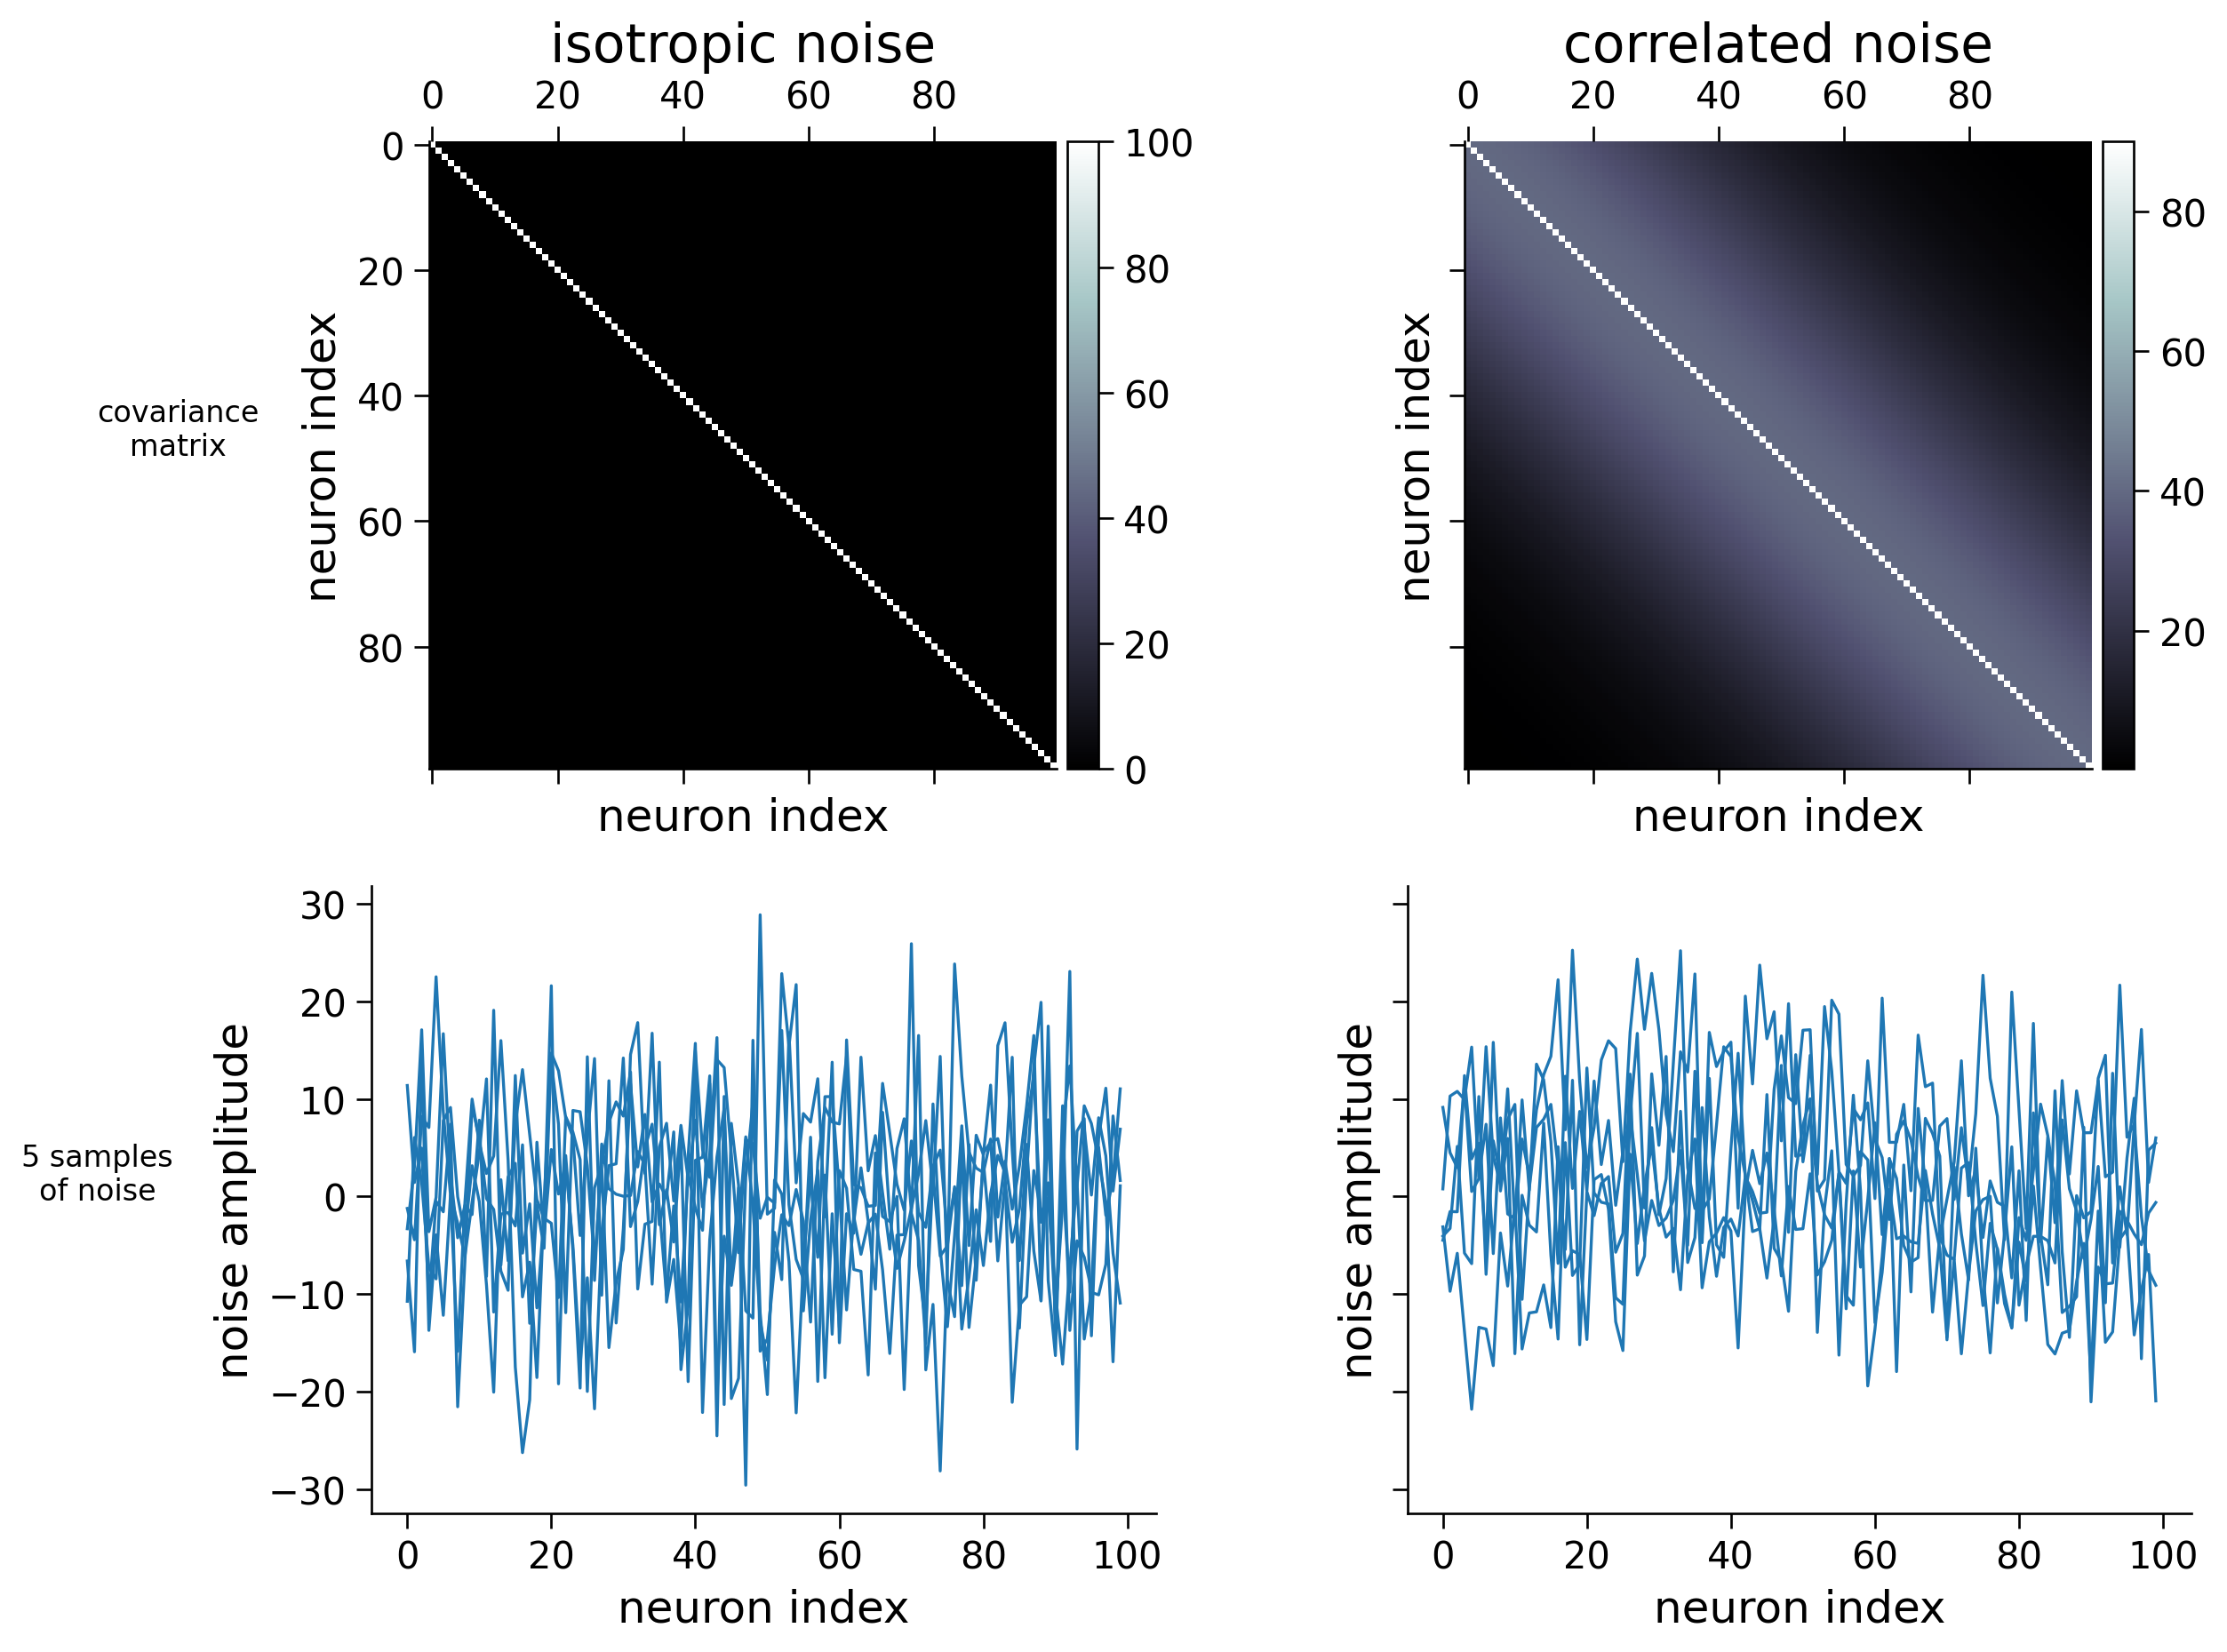 isotropic noise
correlated noise
0 20 40 60 80
0 20 40 60 80
0
20
40
60
80
100
80
60
40
20
0
80
60
40
20
covariance
matrix
neuron index
neuron index
neuron index
neuron index
30
20
10
0
−10
−20
−30
5 samples
of noise
noise amplitude
noise amplitude
0 20 40 60 80 100
0 20 40 60 80 100
neuron index
neuron index